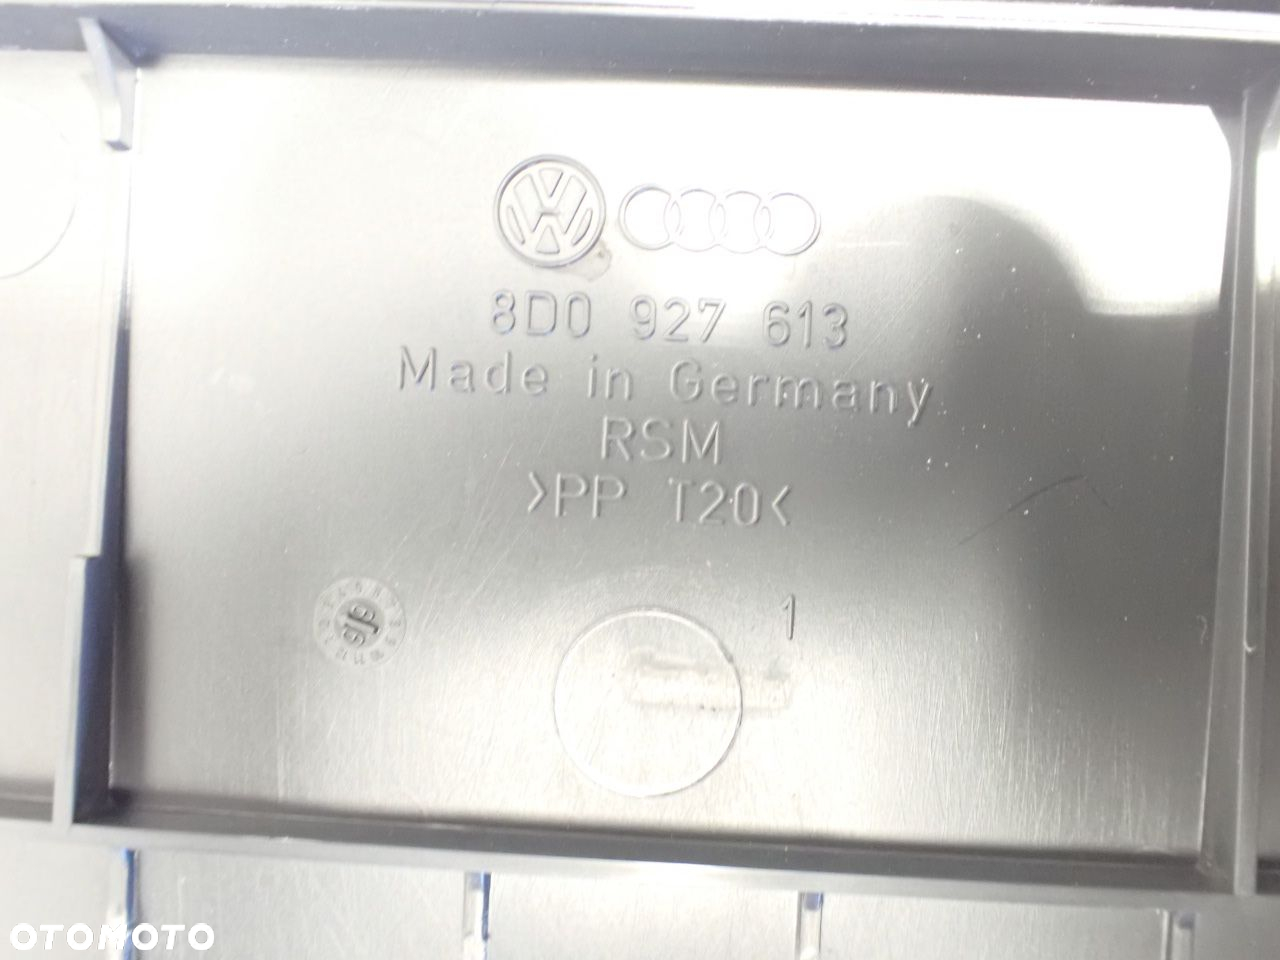 8D0 927 613
Made in Germany
RSM
>PP T20<
1
OTOMOTO